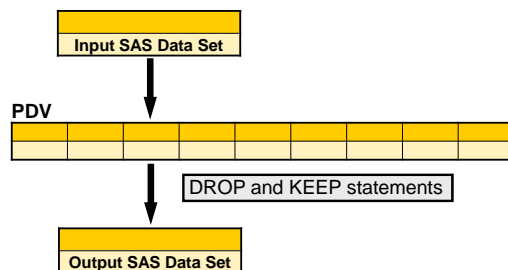 Input SAS Data Set
PDV
DROP and KEEP statements
Output SAS Data Set